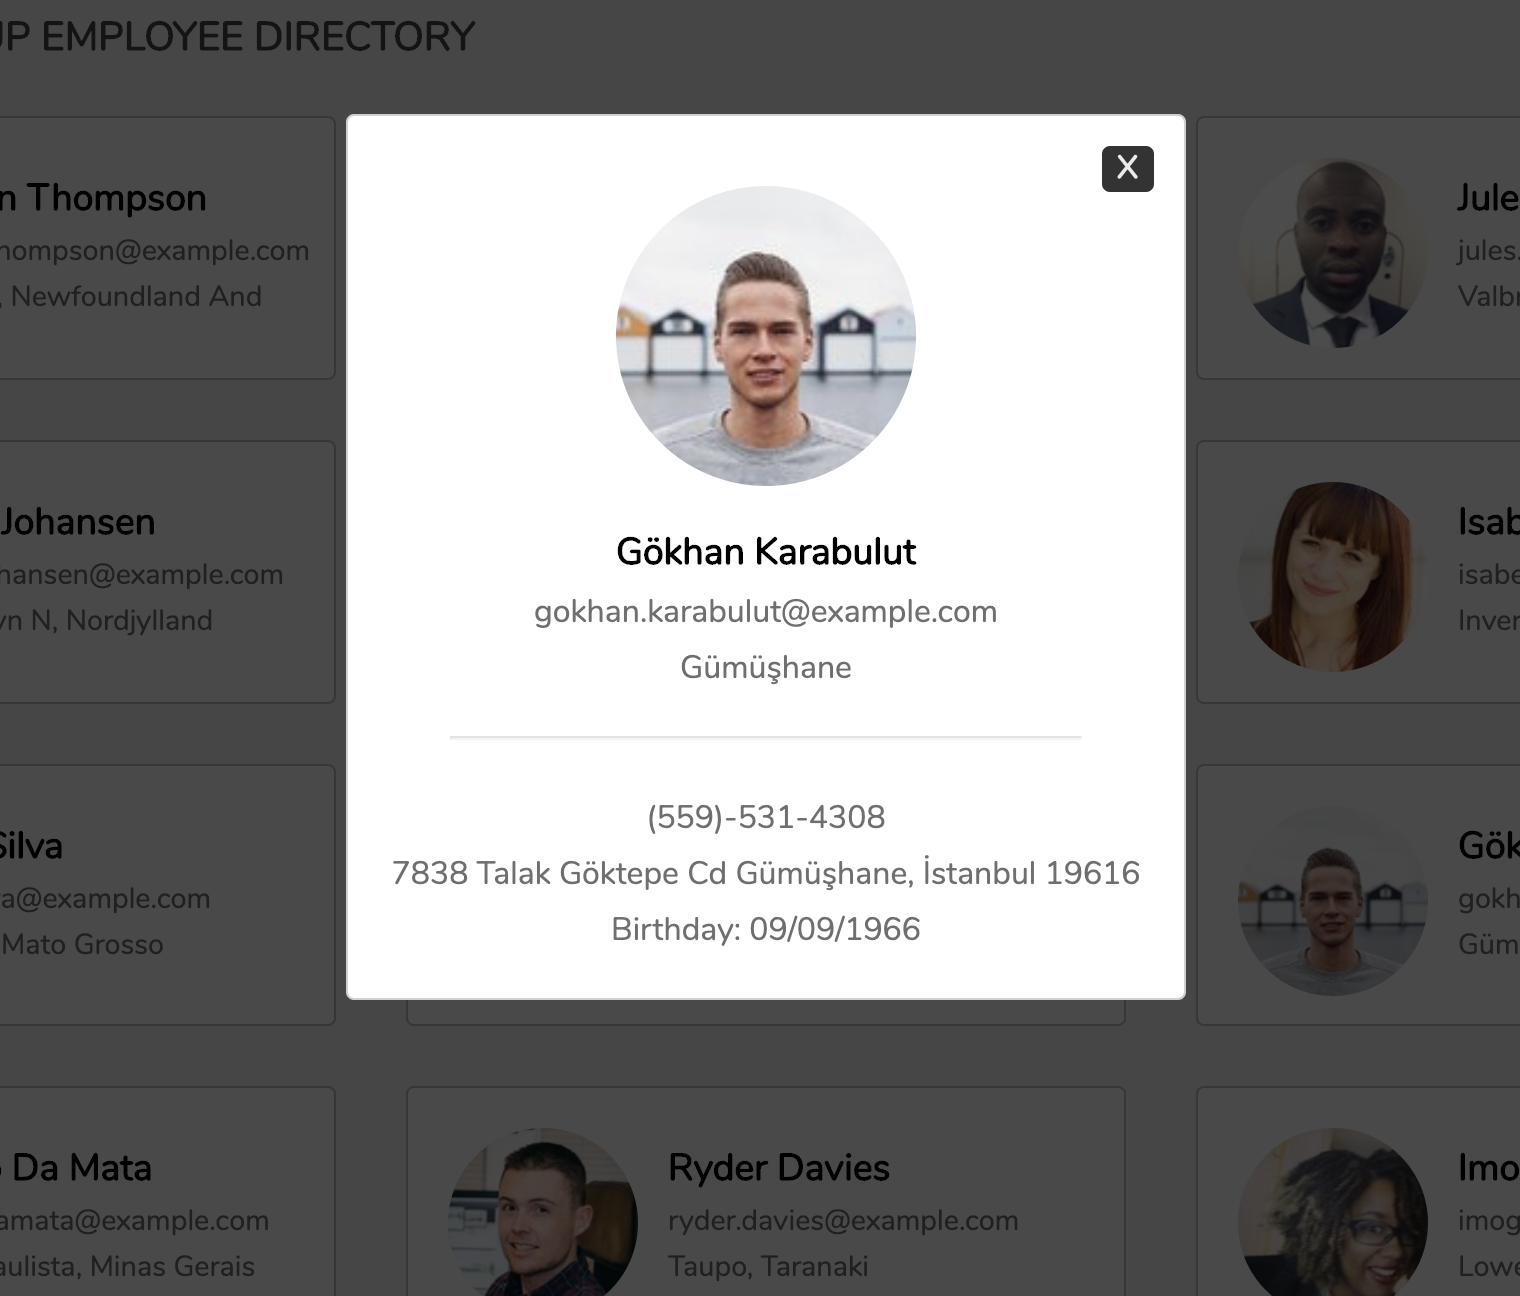 UP EMPLOYEE DIRECTORY
n Thompson
hompson@example.com
, Newfoundland And
Johansen
hansen@example.com
yn N, Nordjylland
Silva
a@example.com
Mato Grosso
o Da Mata
amata@example.com
aulista, Minas Gerais
X
Gökhan Karabulut
gokhan.karabulut@example.com
Gümüşhane
(559)-531-4308
7838 Talak Göktepe Cd Gümüşhane, İstanbul 19616
Birthday: 09/09/1966
Ryder Davies
ryder.davies@example.com
Taupo, Taranaki
Jule
jules.
Valbr
Isab
isabe
Inver
Gök
gokh
Güm
Imo
imog
Lowe